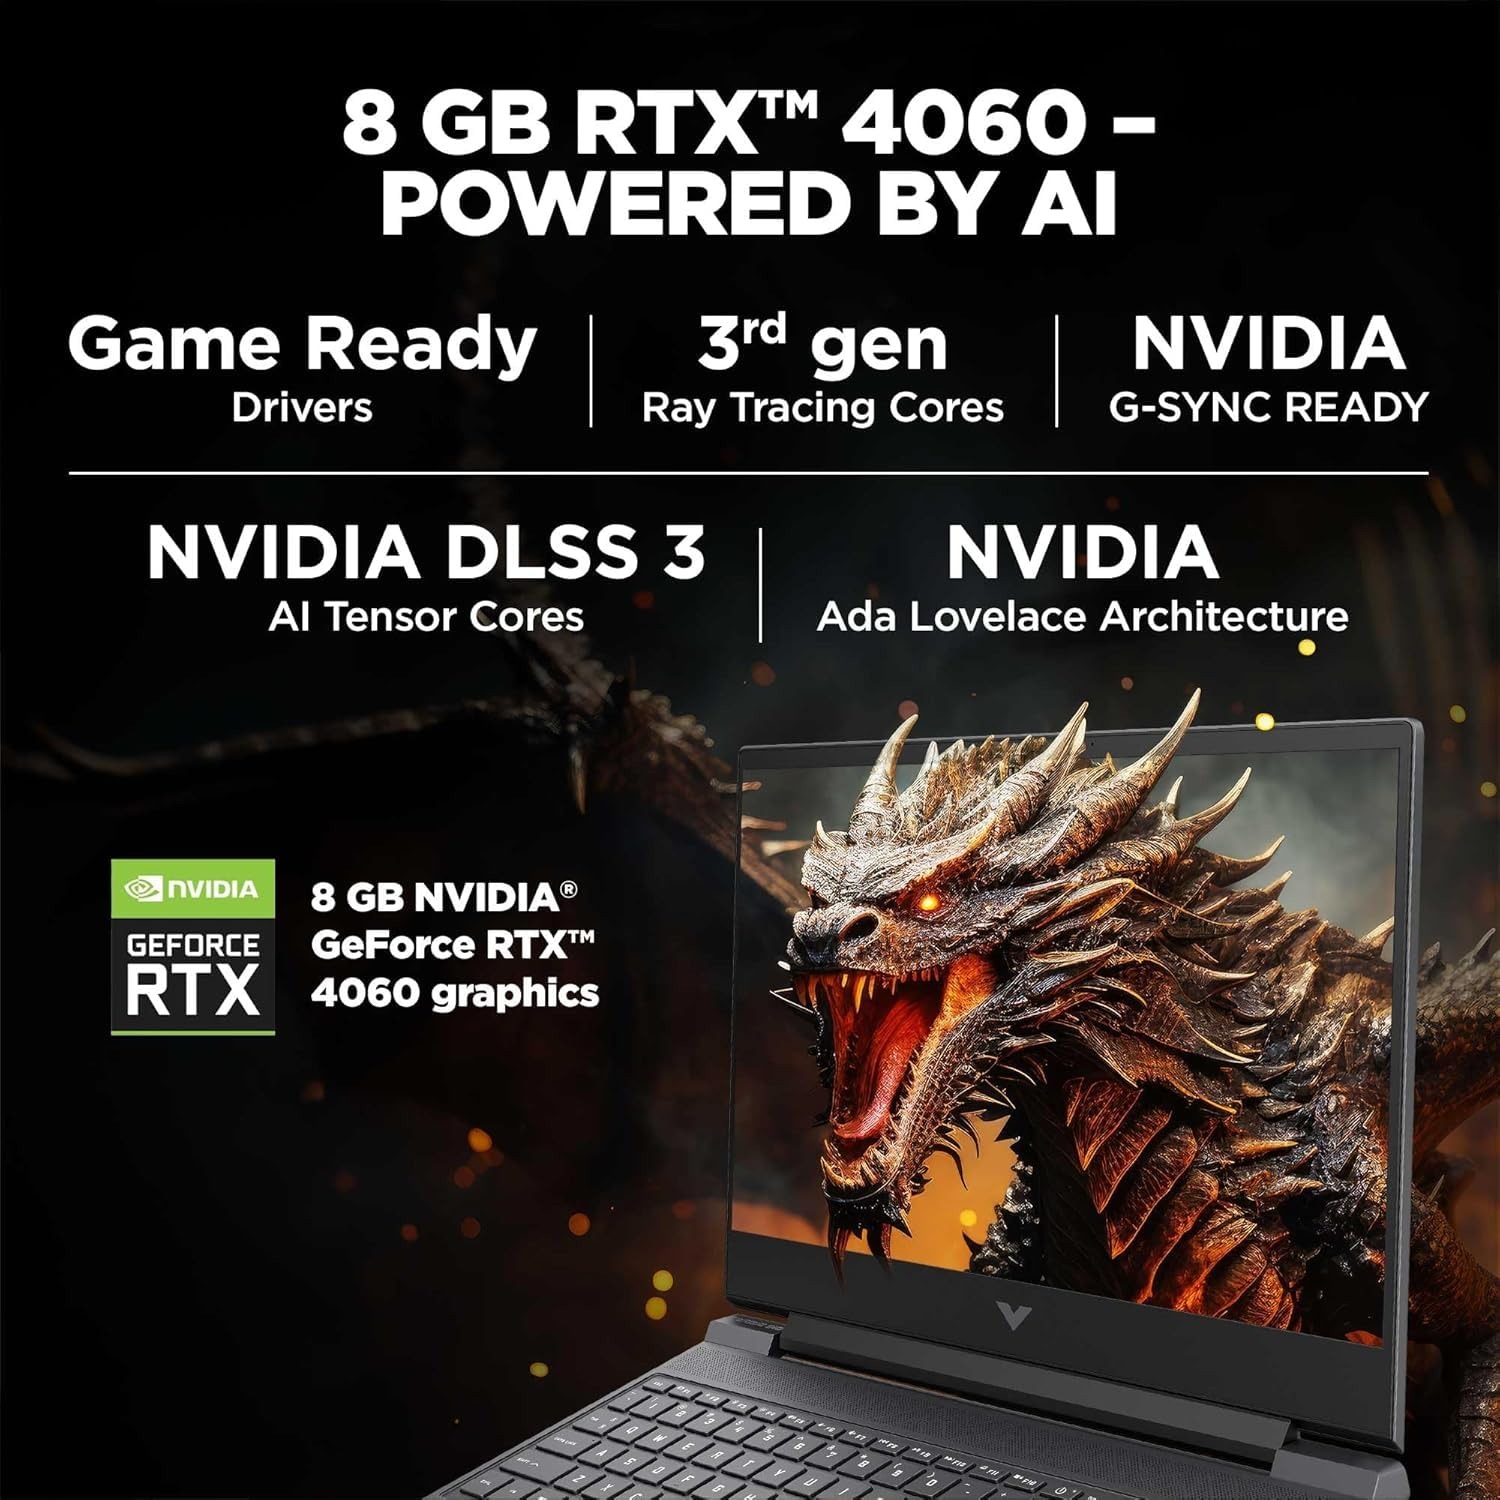 8 GB RTX™ 4060 –
POWERED BY AI
Game Ready
Drivers
3rd gen
Ray Tracing Cores
NVIDIA
G-SYNC READY
NVIDIA DLSS 3
AI Tensor Cores
NVIDIA
Ada Lovelace Architecture
NVIDIA
GEFORCE
RTX
8 GB NVIDIA®
GeForce RTX™
4060 graphics